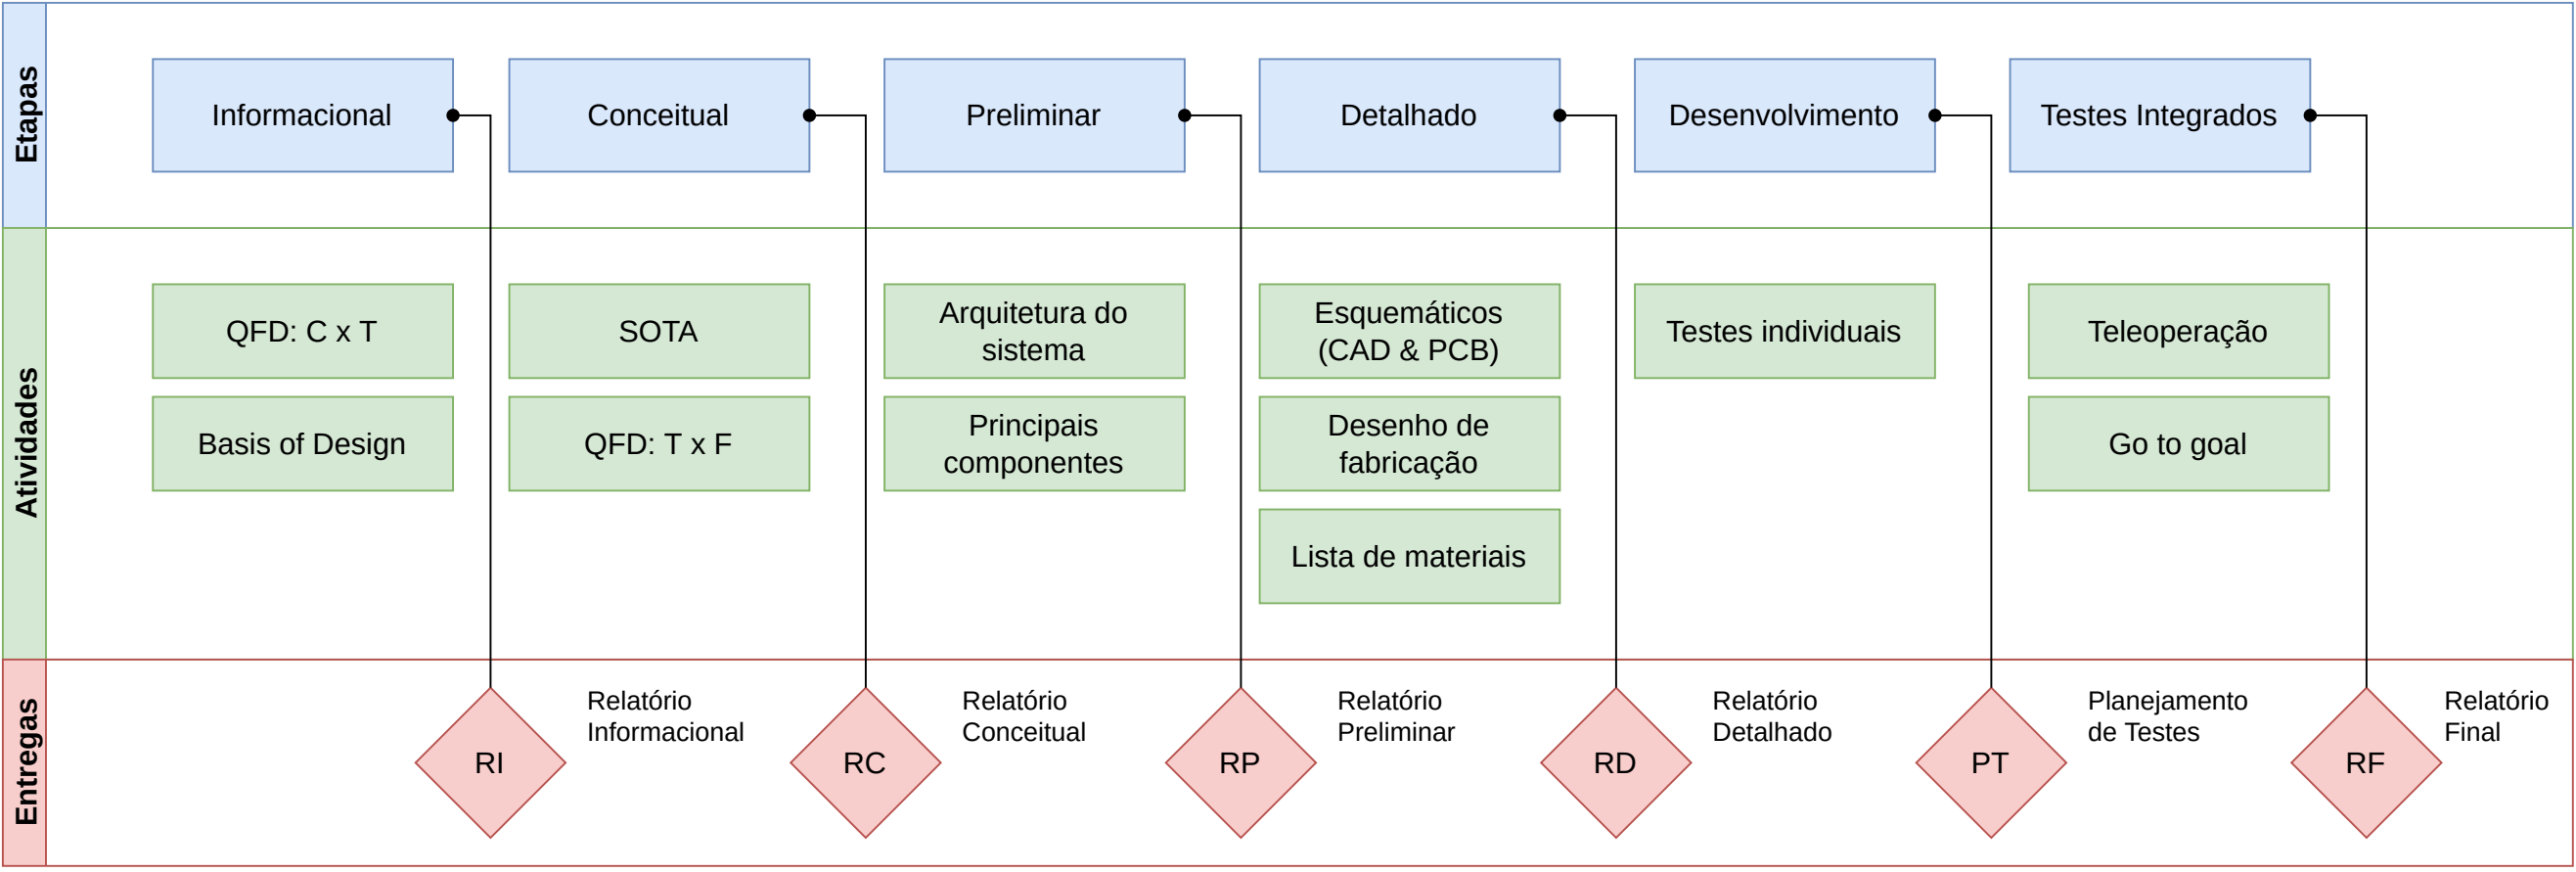 Etapas
Informacional
Conceitual
Preliminar
Detalhado
Desenvolvimento
Testes Integrados
Atividades
QFD: C x T
Basis of Design
SOTA
QFD: T x F
Arquitetura do
sistema
Principais
componentes
Esquemáticos
(CAD & PCB)
Desenho de
fabricação
Lista de materiais
Testes individuais
Teleoperação
Go to goal
Entregas
RI
Relatório
Informacional
RC
Relatório
Conceitual
RP
Relatório
Preliminar
RD
Relatório
Detalhado
PT
Planejamento
de Testes
RF
Relatório
Final